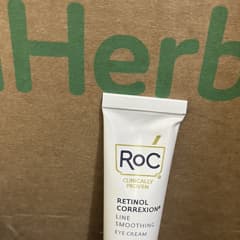 iHerb
RoC
CLINICALLY
PROVEN
RETINOL
CORREXION®
LINE
SMOOTHING
EYE CREAM